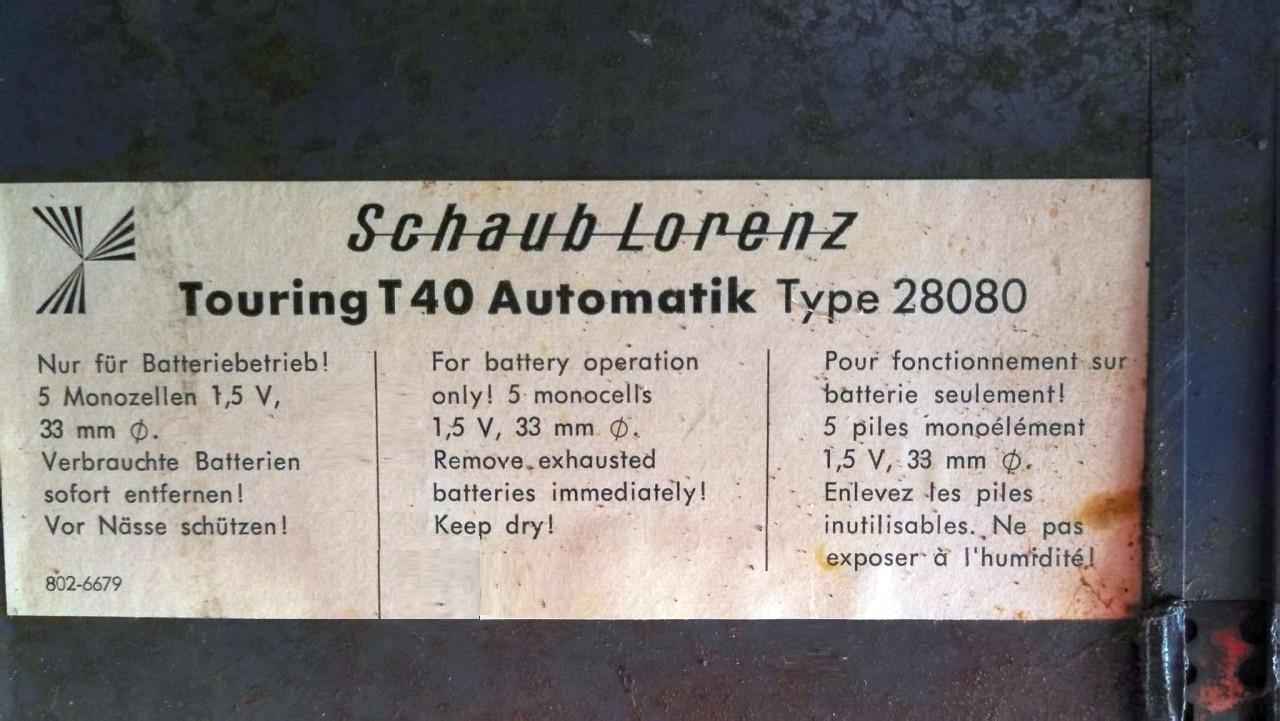 Schaub Lorenz
Touring T 40 Automatik Type 28080
Nur für Batteriebetrieb!
5 Monozellen 1,5 V,
33 mm ∅.
Verbrauchte Batterien
sofort entfernen!
Vor Nässe schützen!
802-6679
For battery operation
only! 5 monocells
1,5 V, 33 mm ∅.
Remove exhausted
batteries immediately!
Keep dry!
Pour fonctionnement sur
batterie seulement!
5 piles monoélément
1,5 V, 33 mm ∅.
Enlevez les piles
inutilisables. Ne pas
exposer à l'humidité!